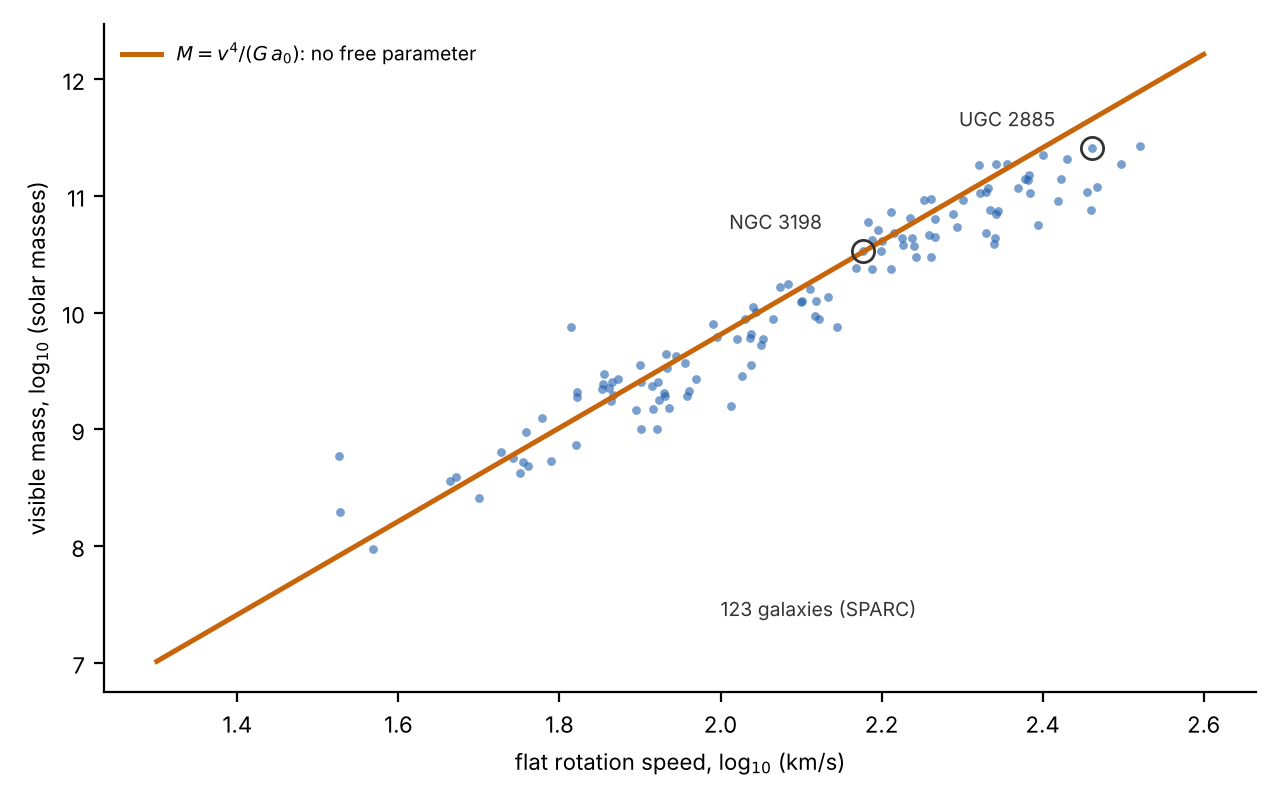 M = v⁴/(G a₀): no free parameter
12
11
10
9
8
7
visible mass, log₁₀ (solar masses)
UGC 2885
NGC 3198
123 galaxies (SPARC)
1.4 1.6 1.8 2.0 2.2 2.4 2.6
flat rotation speed, log₁₀ (km/s)